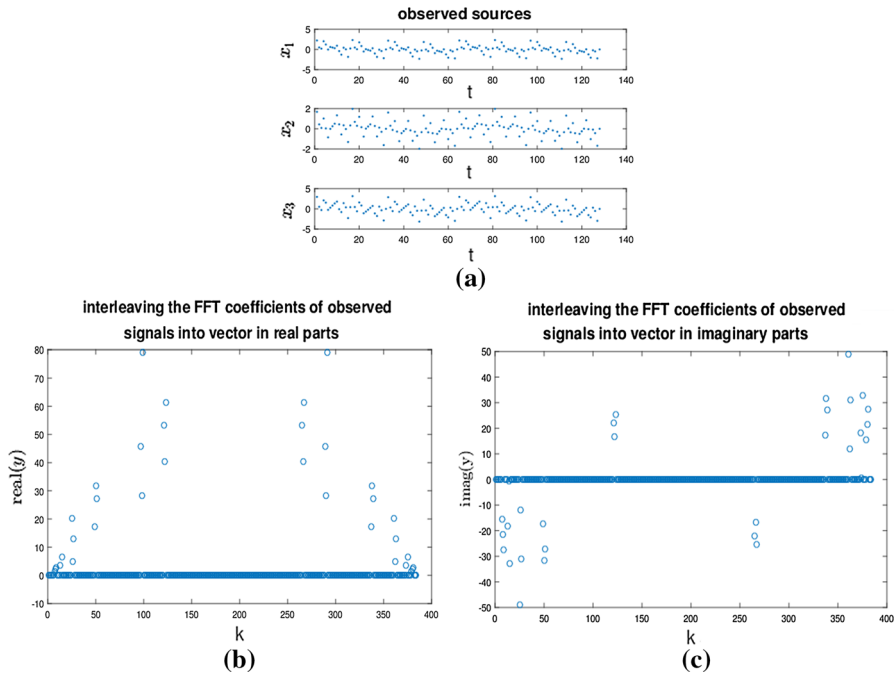 observed sources
x1
5
0
-5
0 20 40 60 80 100 120 140
t
x2
2
0
-2
0 20 40 60 80 100 120 140
t
x3
5
0
-5
0 20 40 60 80 100 120 140
t
(a)
interleaving the FFT coefficients of observed
signals into vector in real parts
real(y)
80
70
60
50
40
30
20
10
0
-10
0 50 100 150 200 250 300 350 400
k
(b)
interleaving the FFT coefficients of observed
signals into vector in imaginary parts
imag(y)
50
40
30
20
10
0
-10
-20
-30
-40
-50
0 50 100 150 200 250 300 350 400
k
(c)